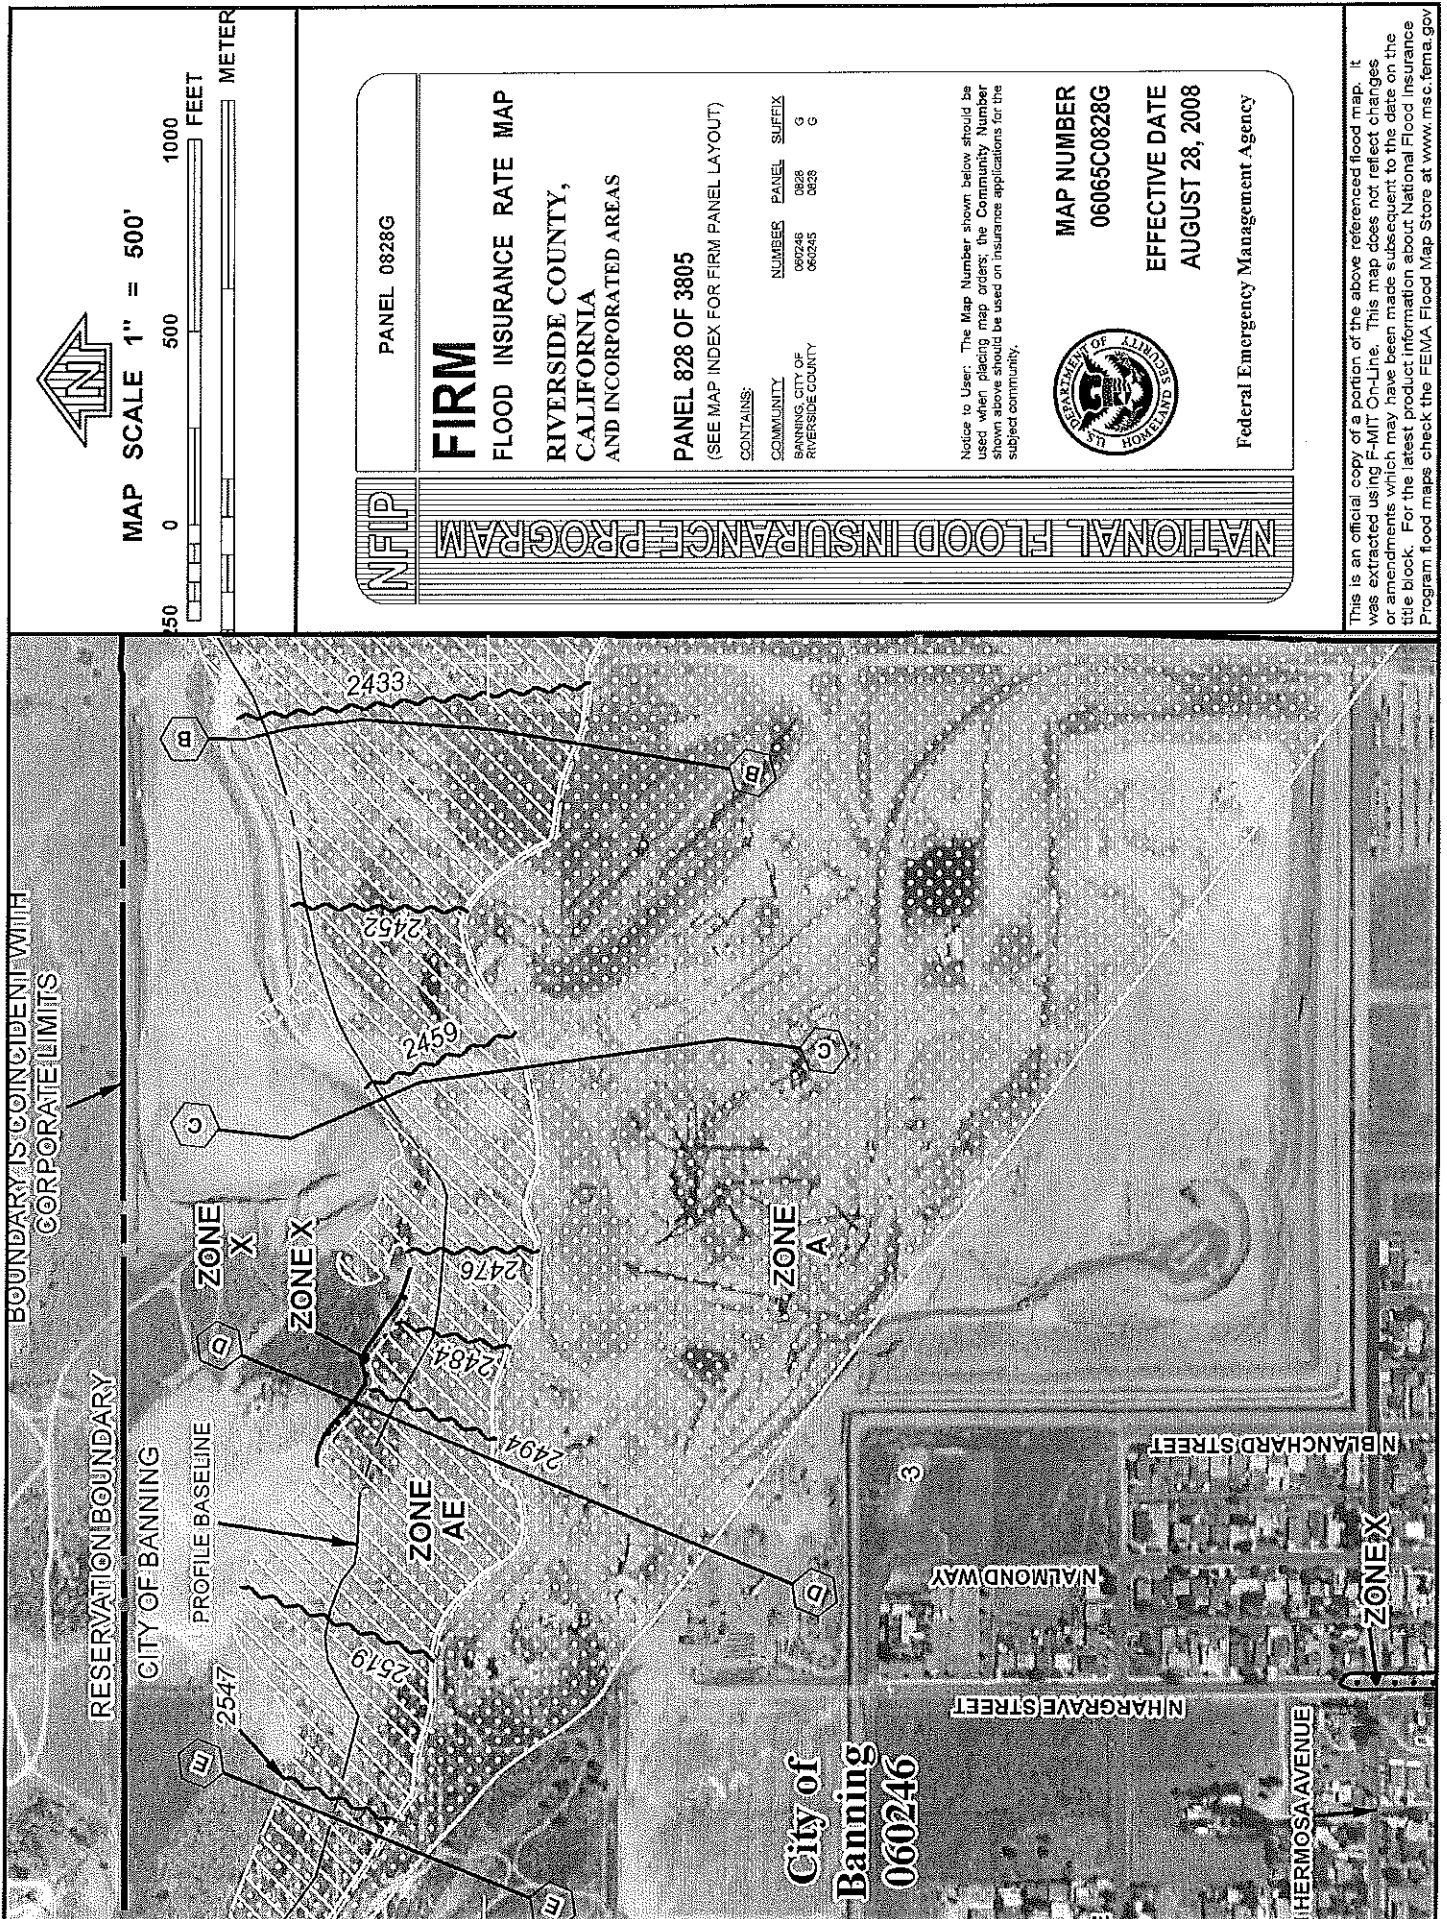 MAP SCALE 1" = 500'
250 0 500 1000
FEET
METER
N
NFIP
NATIONAL FLOOD INSURANCE PROGRAM
PANEL 0828G
FIRM
FLOOD INSURANCE RATE MAP
RIVERSIDE COUNTY,
CALIFORNIA
AND INCORPORATED AREAS
PANEL 828 OF 3805
(SEE MAP INDEX FOR FIRM PANEL LAYOUT)
CONTAINS:
COMMUNITY NUMBER PANEL SUFFIX
BANNING, CITY OF 060246 0828 G
RIVERSIDE COUNTY 060245 0828 G
Notice to User: The Map Number shown below should be
used when placing map orders; the Community Number
shown above should be used on insurance applications for the
subject community.
U.S. DEPARTMENT OF HOMELAND SECURITY
MAP NUMBER
06065C0828G
EFFECTIVE DATE
AUGUST 28, 2008
Federal Emergency Management Agency
This is an official copy of a portion of the above referenced flood map. It
was extracted using F-MIT On-Line. This map does not reflect changes
or amendments which may have been made subsequent to the date on the
title block. For the latest product information about National Flood Insurance
Program flood maps check the FEMA Flood Map Store at www.msc.fema.gov
BOUNDARY IS COINCIDENT WITH
CORPORATE LIMITS
RESERVATION BOUNDARY
CITY OF BANNING
PROFILE BASELINE
ZONE
X
ZONE X
ZONE
AE
ZONE
A
2547
2519
2494
2484
2476
2459
2452
2433
E
E
D
D
C
C
B
B
3
City of
Banning
060246
N ALMOND WAY
N BLANCHARD STREET
N HARGRAVE STREET
HERMOSA AVENUE
ZONE X